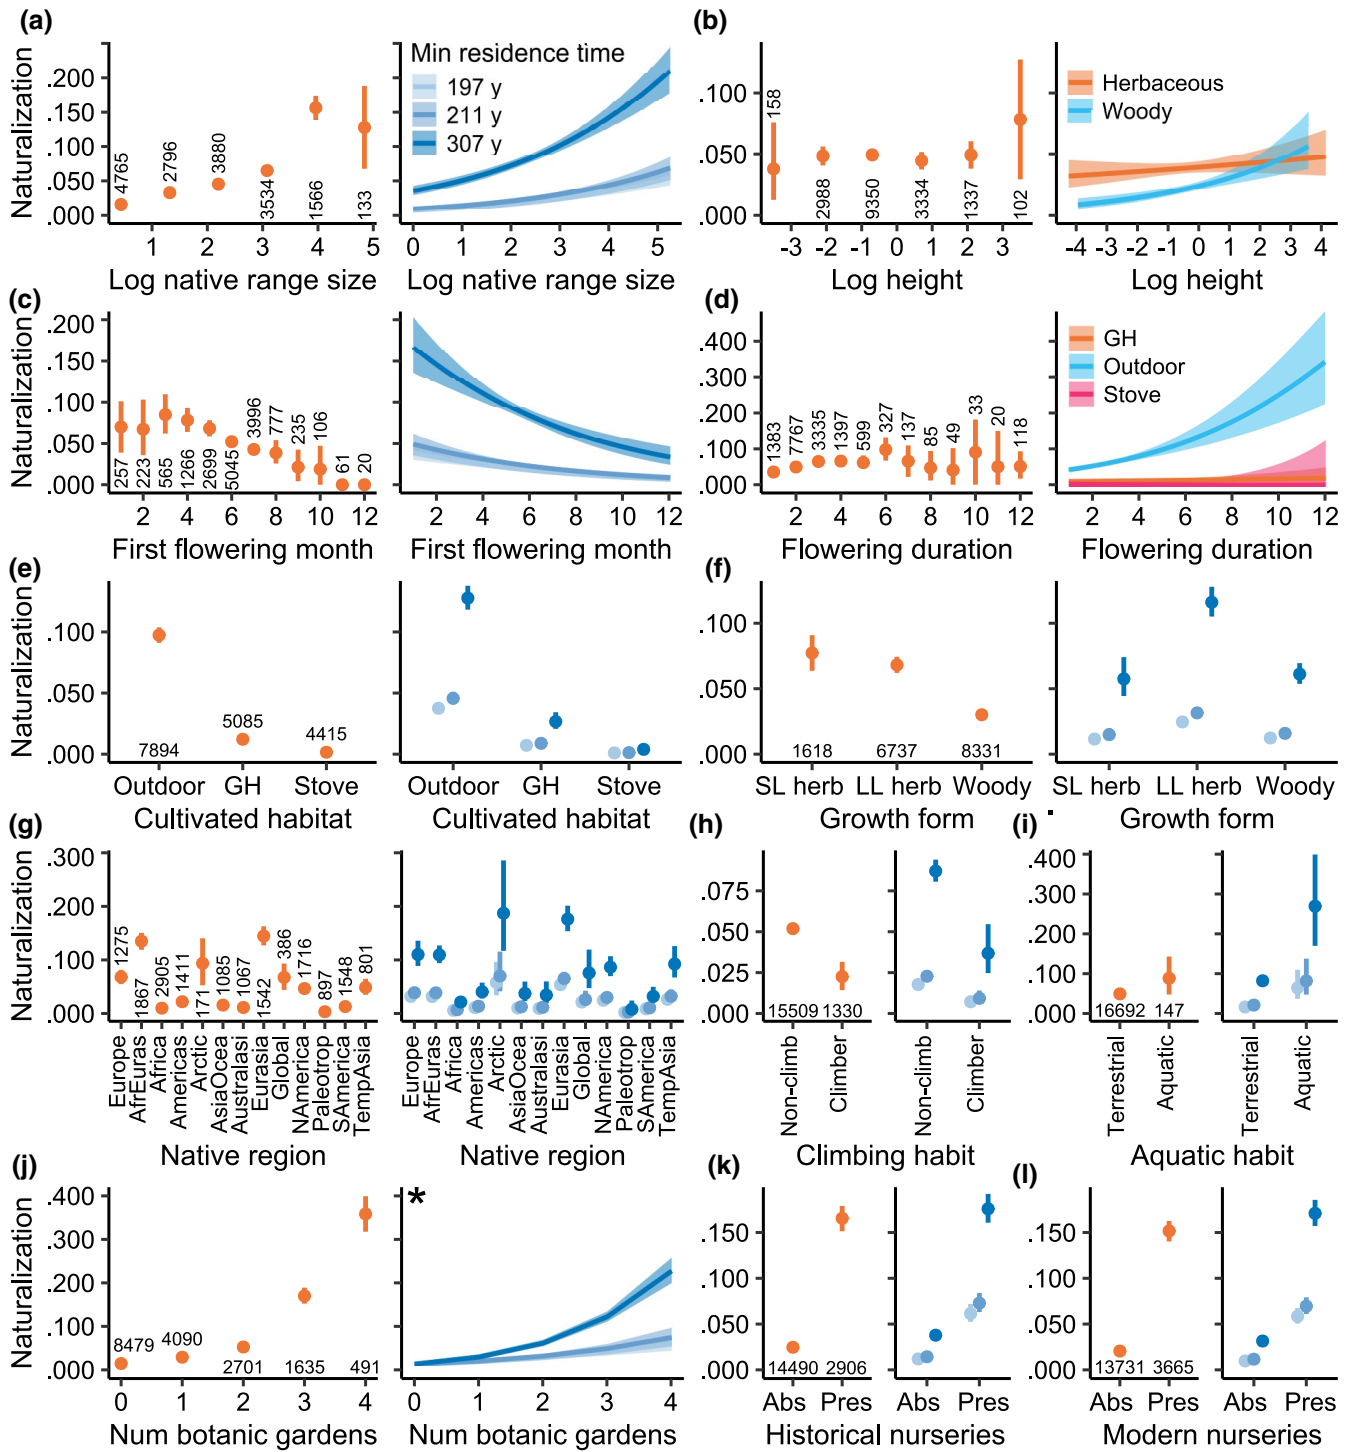 (a)
Naturalization
.200
.150
.100
.050
.000
4765
2796
3880
3534
1566
133
1 2 3 4 5
Log native range size
Min residence time
197 y
211 y
307 y
0 1 2 3 4 5
Log native range size
(b)
.100
.050
.000
158
2988
9350
3334
1337
102
-3 -1 0 1 3
Log height
Herbaceous
Woody
-4 -3 -2 -1 0 1 2 3 4
Log height
(c)
Naturalization
.200
.150
.100
.050
.000
257
223
565
1266
2699
5045
3996
777
235
106
61
20
2 4 6 8 10 12
First flowering month
2 4 6 8 10 12
First flowering month
(d)
.400
.300
.200
.100
.000
1383
7767
3335
1397
599
327
137
85
49
33
20
118
2 4 6 8 10 12
Flowering duration
GH
Outdoor
Stove
2 4 6 8 10 12
Flowering duration
(e)
Naturalization
.100
.050
.000
7894
5085
4415
Outdoor GH Stove
Cultivated habitat
Outdoor GH Stove
Cultivated habitat
(f)
.100
.050
.000
1618
6737
8331
SL herb LL herb Woody
Growth form
SL herb LL herb Woody
Growth form
(g)
Naturalization
.300
.200
.100
.000
1275
1867
2905
1411
171
1085
1067
1542
386
1716
897
1548
801
Europe
AfrEuras
Africa
Americas
Arctic
AsiaOcea
Australasi
Eurasia
Global
NAmerica
Paleotrop
SAmerica
TempAsia
Native region
Europe
AfrEuras
Africa
Americas
Arctic
AsiaOcea
Australasi
Eurasia
Global
NAmerica
Paleotrop
SAmerica
TempAsia
Native region
(h)
.075
.050
.025
.000
15509 1330
Non-climb
Climber
Non-climb
Climber
Climbing habit
(i)
.400
.300
.200
.100
.000
16692 147
Terrestrial
Aquatic
Terrestrial
Aquatic
Aquatic habit
(j)
Naturalization
.400
.300
.200
.100
.000
8479
4090
2701
1635
491
0 1 2 3 4
Num botanic gardens
*
0 1 2 3 4
Num botanic gardens
(k)
.150
.100
.050
.000
14490 2906
Abs Pres
Abs Pres
Historical nurseries
(l)
.150
.100
.050
.000
13731 3665
Abs Pres
Abs Pres
Modern nurseries